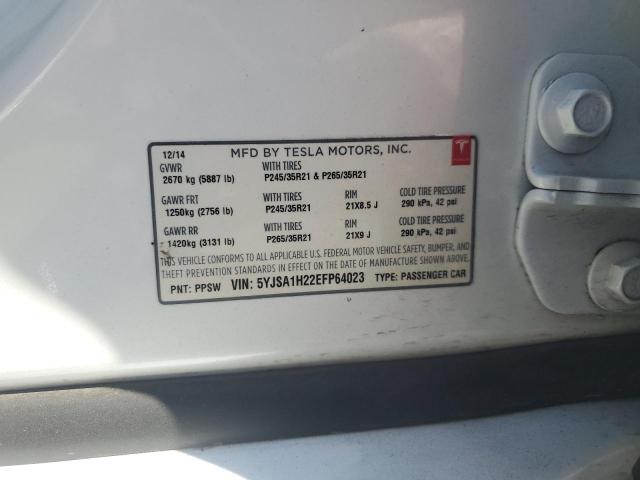 12/14 MFD BY TESLA MOTORS, INC.
GVWR WITH TIRES
2670 kg (5887 lb) P245/35R21 & P265/35R21
GAWR FRT WITH TIRES RIM COLD TIRE PRESSURE
1250kg (2756 lb) P245/35R21 21X8.5 J 290 kPa, 42 psi
GAWR RR WITH TIRES RIM COLD TIRE PRESSURE
1420kg (3131 lb) P265/35R21 21X9 J 290 kPa, 42 psi
THIS VEHICLE CONFORMS TO ALL APPLICABLE U.S. FEDERAL MOTOR VEHICLE SAFETY, BUMPER, AND
THEFT PREVENTION STANDARDS IN EFFECT ON THE DATE OF MANUFACTURE SHOWN ABOVE.
PNT: PPSW VIN: 5YJSA1H22EFP64023 TYPE: PASSENGER CAR